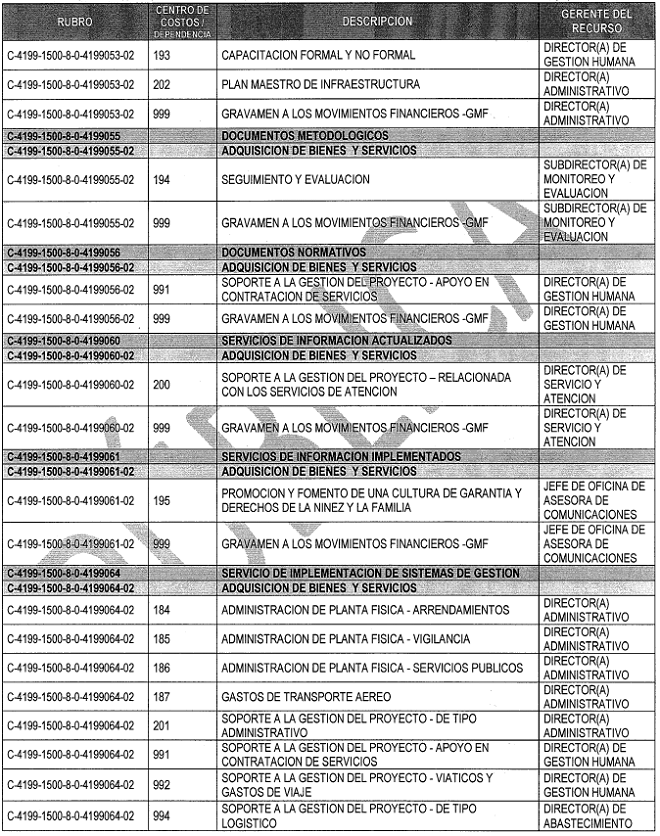 RUBRO CENTRO DE COSTOS / DEPENDENCIA DESCRIPCION GERENTE DEL RECURSO
C-4199-1500-8-0-4199053-02 193 CAPACITACION FORMAL Y NO FORMAL DIRECTOR(A) DE
GESTION HUMANA
C-4199-1500-8-0-4199053-02 202 PLAN MAESTRO DE INFRAESTRUCTURA DIRECTOR(A)
ADMINISTRATIVO
C-4199-1500-8-0-4199053-02 999 GRAVAMEN A LOS MOVIMIENTOS FINANCIEROS -GMF DIRECTOR(A)
ADMINISTRATIVO
C-4199-1500-8-0-4199055 DOCUMENTOS METODOLOGICOS
C-4199-1500-8-0-4199055-02 ADQUISICION DE BIENES Y SERVICIOS
C-4199-1500-8-0-4199055-02 194 SEGUIMIENTO Y EVALUACION SUBDIRECTOR(A) DE
MONITOREO Y
EVALUACION
C-4199-1500-8-0-4199055-02 999 GRAVAMEN A LOS MOVIMIENTOS FINANCIEROS -GMF SUBDIRECTOR(A) DE
MONITOREO Y
EVALUACION
C-4199-1500-8-0-4199056 DOCUMENTOS NORMATIVOS
C-4199-1500-8-0-4199056-02 ADQUISICION DE BIENES Y SERVICIOS
C-4199-1500-8-0-4199056-02 991 SOPORTE A LA GESTION DEL PROYECTO - APOYO EN DIRECTOR(A) DE
CONTRATACION DE SERVICIOS GESTION HUMANA
C-4199-1500-8-0-4199056-02 999 GRAVAMEN A LOS MOVIMIENTOS FINANCIEROS -GMF DIRECTOR(A) DE
GESTION HUMANA
C-4199-1500-8-0-4199060 SERVICIOS DE INFORMACION ACTUALIZADOS
C-4199-1500-8-0-4199060-02 ADQUISICION DE BIENES Y SERVICIOS
C-4199-1500-8-0-4199060-02 200 SOPORTE A LA GESTION DEL PROYECTO – RELACIONADA DIRECTOR(A) DE
CON LOS SERVICIOS DE ATENCION SERVICIO Y
ATENCION
C-4199-1500-8-0-4199060-02 999 GRAVAMEN A LOS MOVIMIENTOS FINANCIEROS -GMF DIRECTOR(A) DE
SERVICIO Y
ATENCION
C-4199-1500-8-0-4199061 SERVICIOS DE INFORMACION IMPLEMENTADOS
C-4199-1500-8-0-4199061-02 ADQUISICION DE BIENES Y SERVICIOS
C-4199-1500-8-0-4199061-02 195 PROMOCION Y FOMENTO DE UNA CULTURA DE GARANTIA Y JEFE DE OFICINA DE
DERECHOS DE LA NINEZ Y LA FAMILIA ASESORA DE
COMUNICACIONES
C-4199-1500-8-0-4199061-02 999 GRAVAMEN A LOS MOVIMIENTOS FINANCIEROS -GMF JEFE DE OFICINA DE
ASESORA DE
COMUNICACIONES
C-4199-1500-8-0-4199064 SERVICIO DE IMPLEMENTACION DE SISTEMAS DE GESTION
C-4199-1500-8-0-4199064-02 ADQUISICION DE BIENES Y SERVICIOS
C-4199-1500-8-0-4199064-02 184 ADMINISTRACION DE PLANTA FISICA - ARRENDAMIENTOS DIRECTOR(A)
ADMINISTRATIVO
C-4199-1500-8-0-4199064-02 185 ADMINISTRACION DE PLANTA FISICA - VIGILANCIA DIRECTOR(A)
ADMINISTRATIVO
C-4199-1500-8-0-4199064-02 186 ADMINISTRACION DE PLANTA FISICA - SERVICIOS PUBLICOS DIRECTOR(A)
ADMINISTRATIVO
C-4199-1500-8-0-4199064-02 187 GASTOS DE TRANSPORTE AEREO DIRECTOR(A)
ADMINISTRATIVO
C-4199-1500-8-0-4199064-02 201 SOPORTE A LA GESTION DEL PROYECTO - DE TIPO DIRECTOR(A)
ADMINISTRATIVO ADMINISTRATIVO
C-4199-1500-8-0-4199064-02 991 SOPORTE A LA GESTION DEL PROYECTO - APOYO EN DIRECTOR(A) DE
CONTRATACION DE SERVICIOS GESTION HUMANA
C-4199-1500-8-0-4199064-02 992 SOPORTE A LA GESTION DEL PROYECTO - VIATICOS Y DIRECTOR(A) DE
GASTOS DE VIAJE GESTION HUMANA
C-4199-1500-8-0-4199064-02 994 SOPORTE A LA GESTION DEL PROYECTO - DE TIPO DIRECTOR(A) DE
LOGISTICO ABASTECIMIENTO